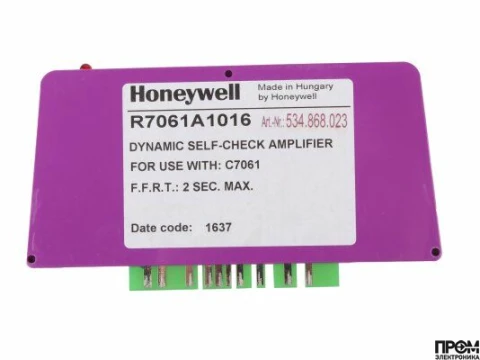 Honeywell
Made in Hungary
by Honeywell
R7061A1016 Art.-Nr.: 534.868.023
DYNAMIC SELF-CHECK AMPLIFIER
FOR USE WITH: C7061
F.F.R.T.: 2 SEC. MAX.
Date code: 1637
ПРОМ
ЭЛЕКТРОНИКА